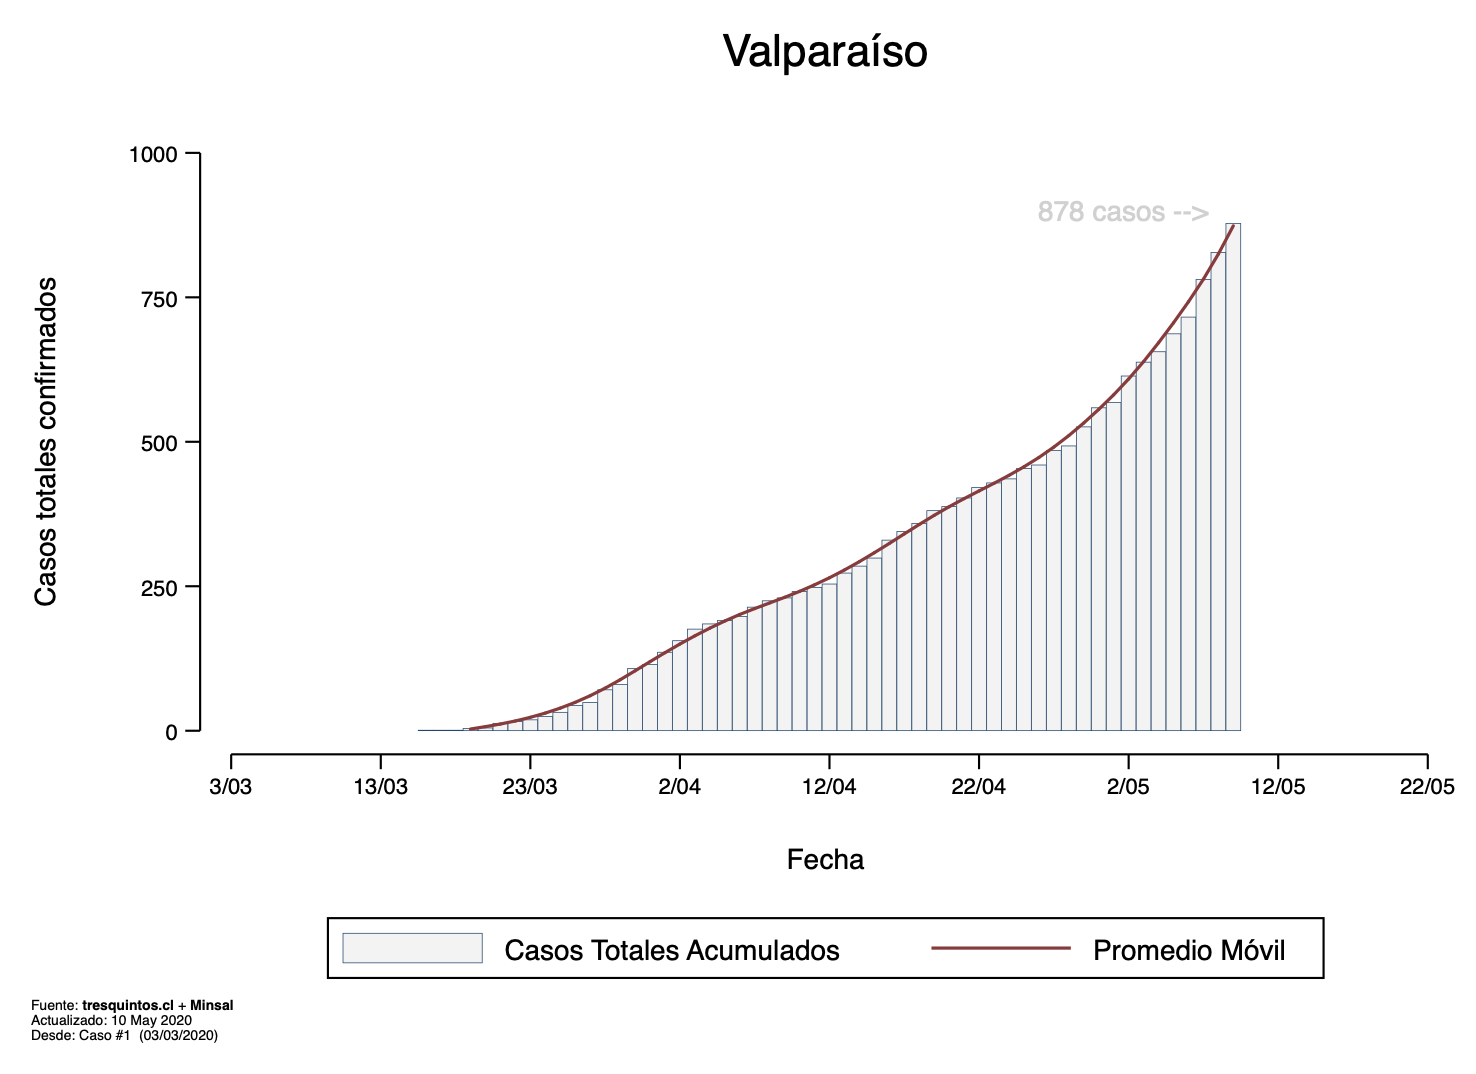 Valparaíso
1000
878 casos -->
750
500
250
0
Casos totales confirmados
3/03 13/03 23/03 2/04 12/04 22/04 2/05 12/05 22/05
Fecha
Casos Totales Acumulados Promedio Móvil
Fuente: tresquintos.cl + Minsal
Actualizado: 10 May 2020
Desde: Caso #1 (03/03/2020)